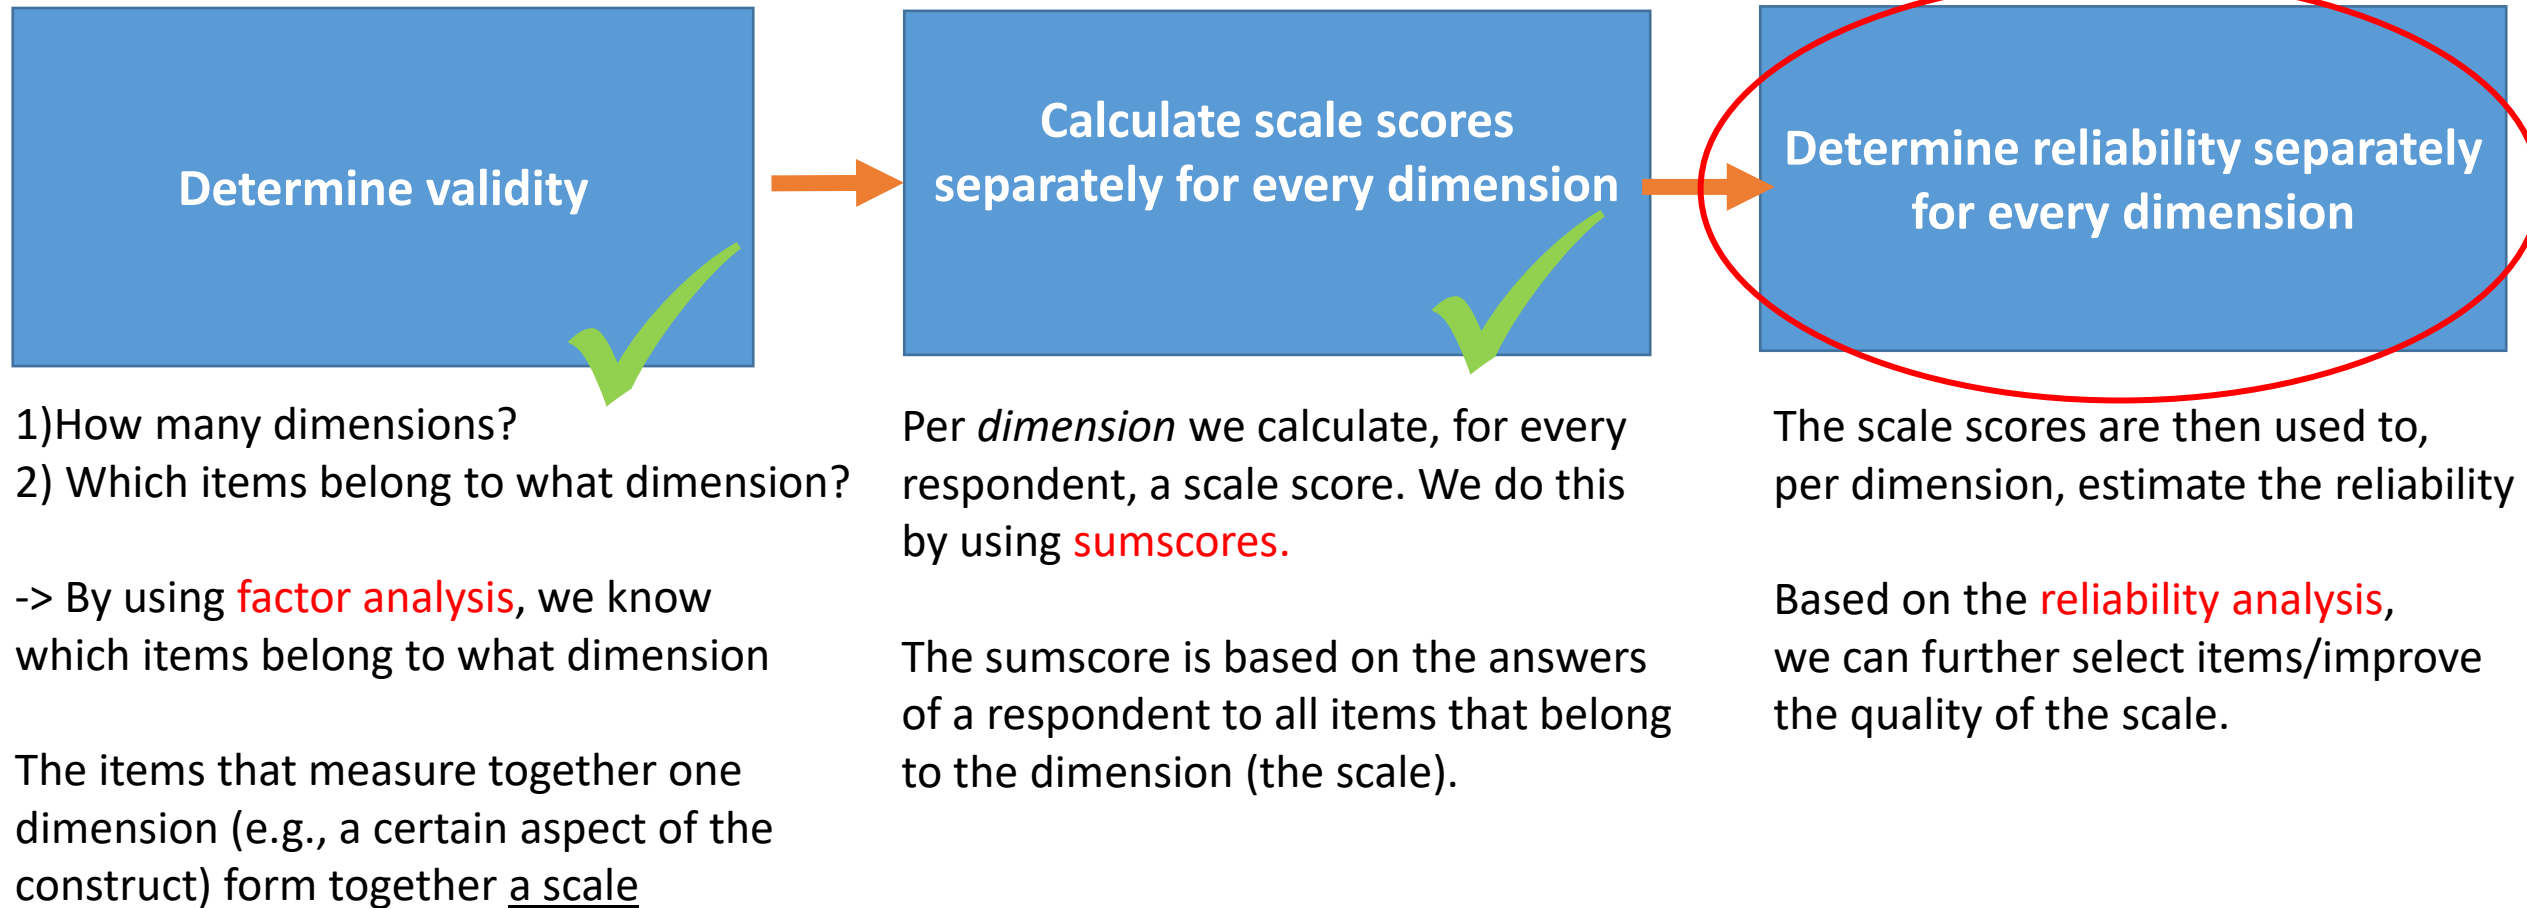 Determine validity
Calculate scale scores
separately for every dimension
Determine reliability separately
for every dimension
1)How many dimensions?
2) Which items belong to what dimension?
-> By using factor analysis, we know
which items belong to what dimension
The items that measure together one
dimension (e.g., a certain aspect of the
construct) form together a scale
Per dimension we calculate, for every
respondent, a scale score. We do this
by using sumscores.
The sumscore is based on the answers
of a respondent to all items that belong
to the dimension (the scale).
The scale scores are then used to,
per dimension, estimate the reliability
Based on the reliability analysis,
we can further select items/improve
the quality of the scale.